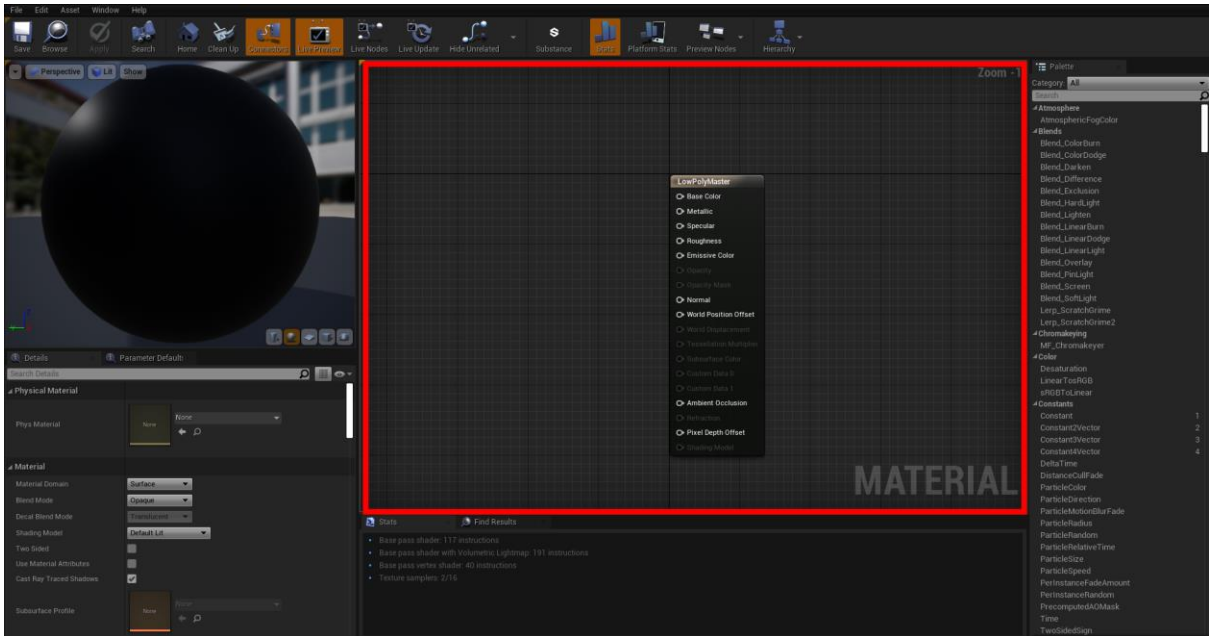 File Edit Asset Window Help
Save Browse Apply Search Home Clean Up Connectors Live Preview Live Nodes Live Update Hide Unrelated Substance Stats Platform Stats Preview Nodes Hierarchy
Perspective Lit Show
Zoom -1
LowPolyMaster
Base Color
Metallic
Specular
Roughness
Emissive Color
Opacity
Opacity Mask
Normal
World Position Offset
World Displacement
Tessellation Multiplier
Subsurface Color
Custom Data 0
Custom Data 1
Ambient Occlusion
Refraction
Pixel Depth Offset
Shading Model
MATERIAL
Details Parameter Defaults
Search Details
Physical Material
Phys Material None None
Material
Material Domain Surface
Blend Mode Opaque
Decal Blend Mode Translucent
Shading Model Default Lit
Two Sided
Use Material Attributes
Cast Ray Traced Shadows
Subsurface Profile None None
Stats Find Results
Base pass shader: 117 instructions
Base pass shader with Volumetric Lightmap: 191 instructions
Base pass vertex shader: 40 instructions
Texture samplers: 2/16
Palette
Category: All
Search
Atmosphere
AtmosphericFogColor
Blends
Blend_ColorBurn
Blend_ColorDodge
Blend_Darken
Blend_Difference
Blend_Exclusion
Blend_HardLight
Blend_Lighten
Blend_LinearBurn
Blend_LinearDodge
Blend_LinearLight
Blend_Overlay
Blend_PinLight
Blend_Screen
Blend_SoftLight
Lerp_ScratchGrime
Lerp_ScratchGrime2
Chromakeying
MF_Chromakeyer
Color
Desaturation
LinearTosRGB
sRGBToLinear
Constants
Constant 1
Constant2Vector 2
Constant3Vector 3
Constant4Vector 4
DeltaTime
DistanceCullFade
ParticleColor
ParticleDirection
ParticleMotionBlurFade
ParticleRadius
ParticleRandom
ParticleRelativeTime
ParticleSize
ParticleSpeed
PerInstanceFadeAmount
PerInstanceRandom
PrecomputedAOMask
Time
TwoSidedSign